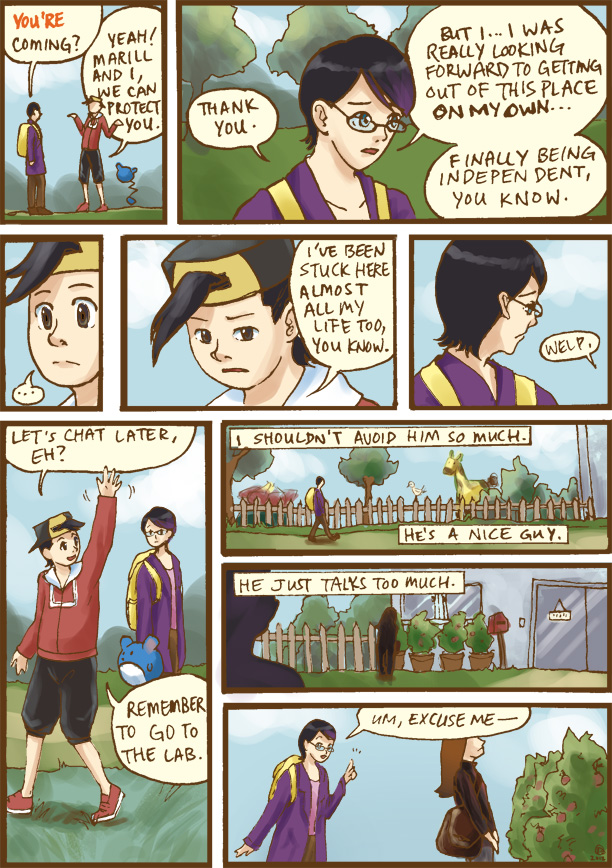 YOU'RE
COMING?
YEAH!
MARILL
AND I,
WE CAN
PROTECT
YOU.
THANK
YOU.
BUT I... I WAS
REALLY LOOKING
FORWARD TO GETTING
OUT OF THIS PLACE
ON MY OWN...
FINALLY BEING
INDEPENDENT,
YOU KNOW.
...
I'VE BEEN
STUCK HERE
ALMOST
ALL MY
LIFE TOO,
YOU KNOW.
WELP,
LET'S CHAT LATER,
EH?
REMEMBER
TO GO TO
THE LAB.
I SHOULDN'T AVOID HIM SO MUCH.
HE'S A NICE GUY.
HE JUST TALKS TOO MUCH.
UM, EXCUSE ME—